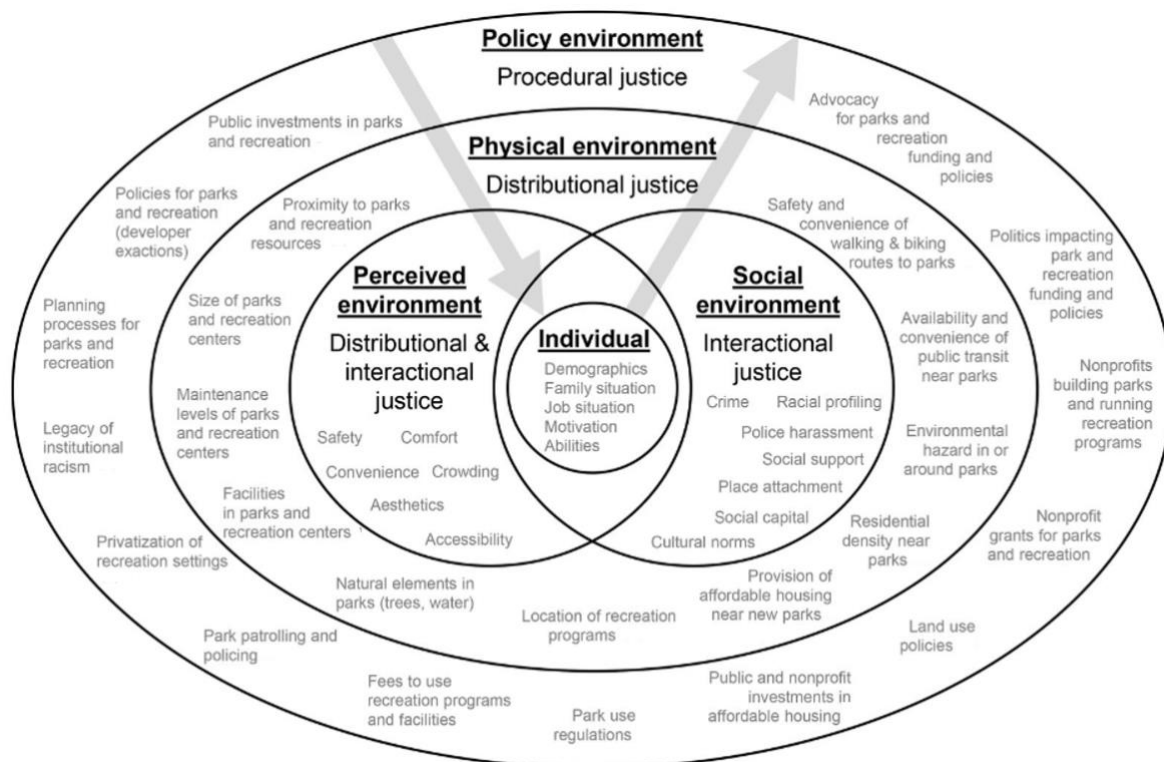 Policy environment
Procedural justice
Public investments in parks
and recreation
Advocacy
for parks and
recreation
funding and
policies
Policies for parks
and recreation
(developer
exactions)
Politics impacting
park and
recreation
funding and
policies
Planning
processes for
parks and
recreation
Nonprofits
building parks
and running
recreation
programs
Legacy of
institutional
racism
Nonprofit
grants for parks
and recreation
Privatization of
recreation settings
Land use
policies
Park patrolling and
policing
Public and nonprofit
investments in
affordable housing
Fees to use
recreation programs
and facilities
Park use
regulations
Physical environment
Distributional justice
Proximity to parks
and recreation
resources
Safety and
convenience of
walking & biking
routes to parks
Size of parks
and recreation
centers
Availability and
convenience of
public transit
near parks
Maintenance
levels of parks
and recreation
centers
Environmental
hazard in or
around parks
Facilities
in parks and
recreation centers
Residential
density near
parks
Natural elements in
parks (trees, water)
Provision of
affordable housing
near new parks
Location of recreation
programs
Perceived
environment
Distributional &
interactional
justice
Safety Comfort
Convenience Crowding
Aesthetics
Accessibility
Individual
Demographics
Family situation
Job situation
Motivation
Abilities
Social
environment
Interactional
justice
Crime Racial profiling
Police harassment
Social support
Place attachment
Social capital
Cultural norms